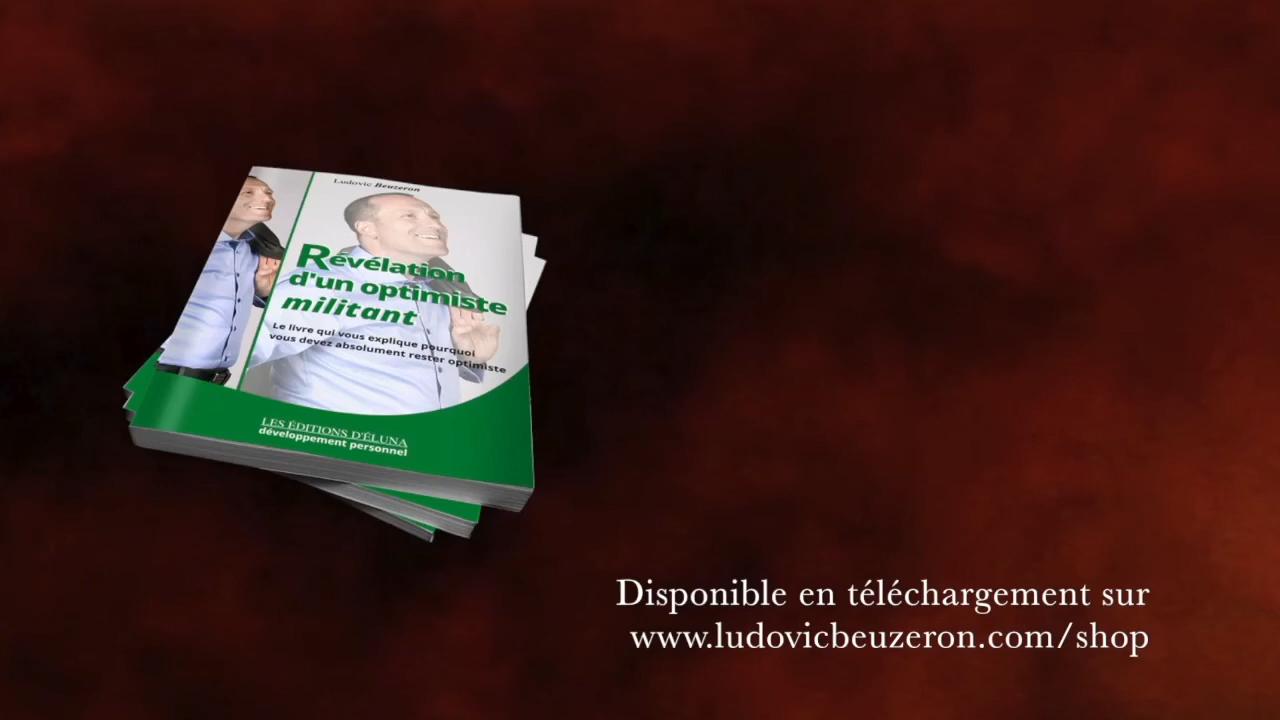 Ludovic Beuzeron
Révélation
d'un optimiste
militant
Le livre qui vous explique pourquoi
vous devez absolument rester optimiste
LES ÉDITIONS D'ÉLUNA
développement personnel
Disponible en téléchargement sur
www.ludovicbeuzeron.com/shop